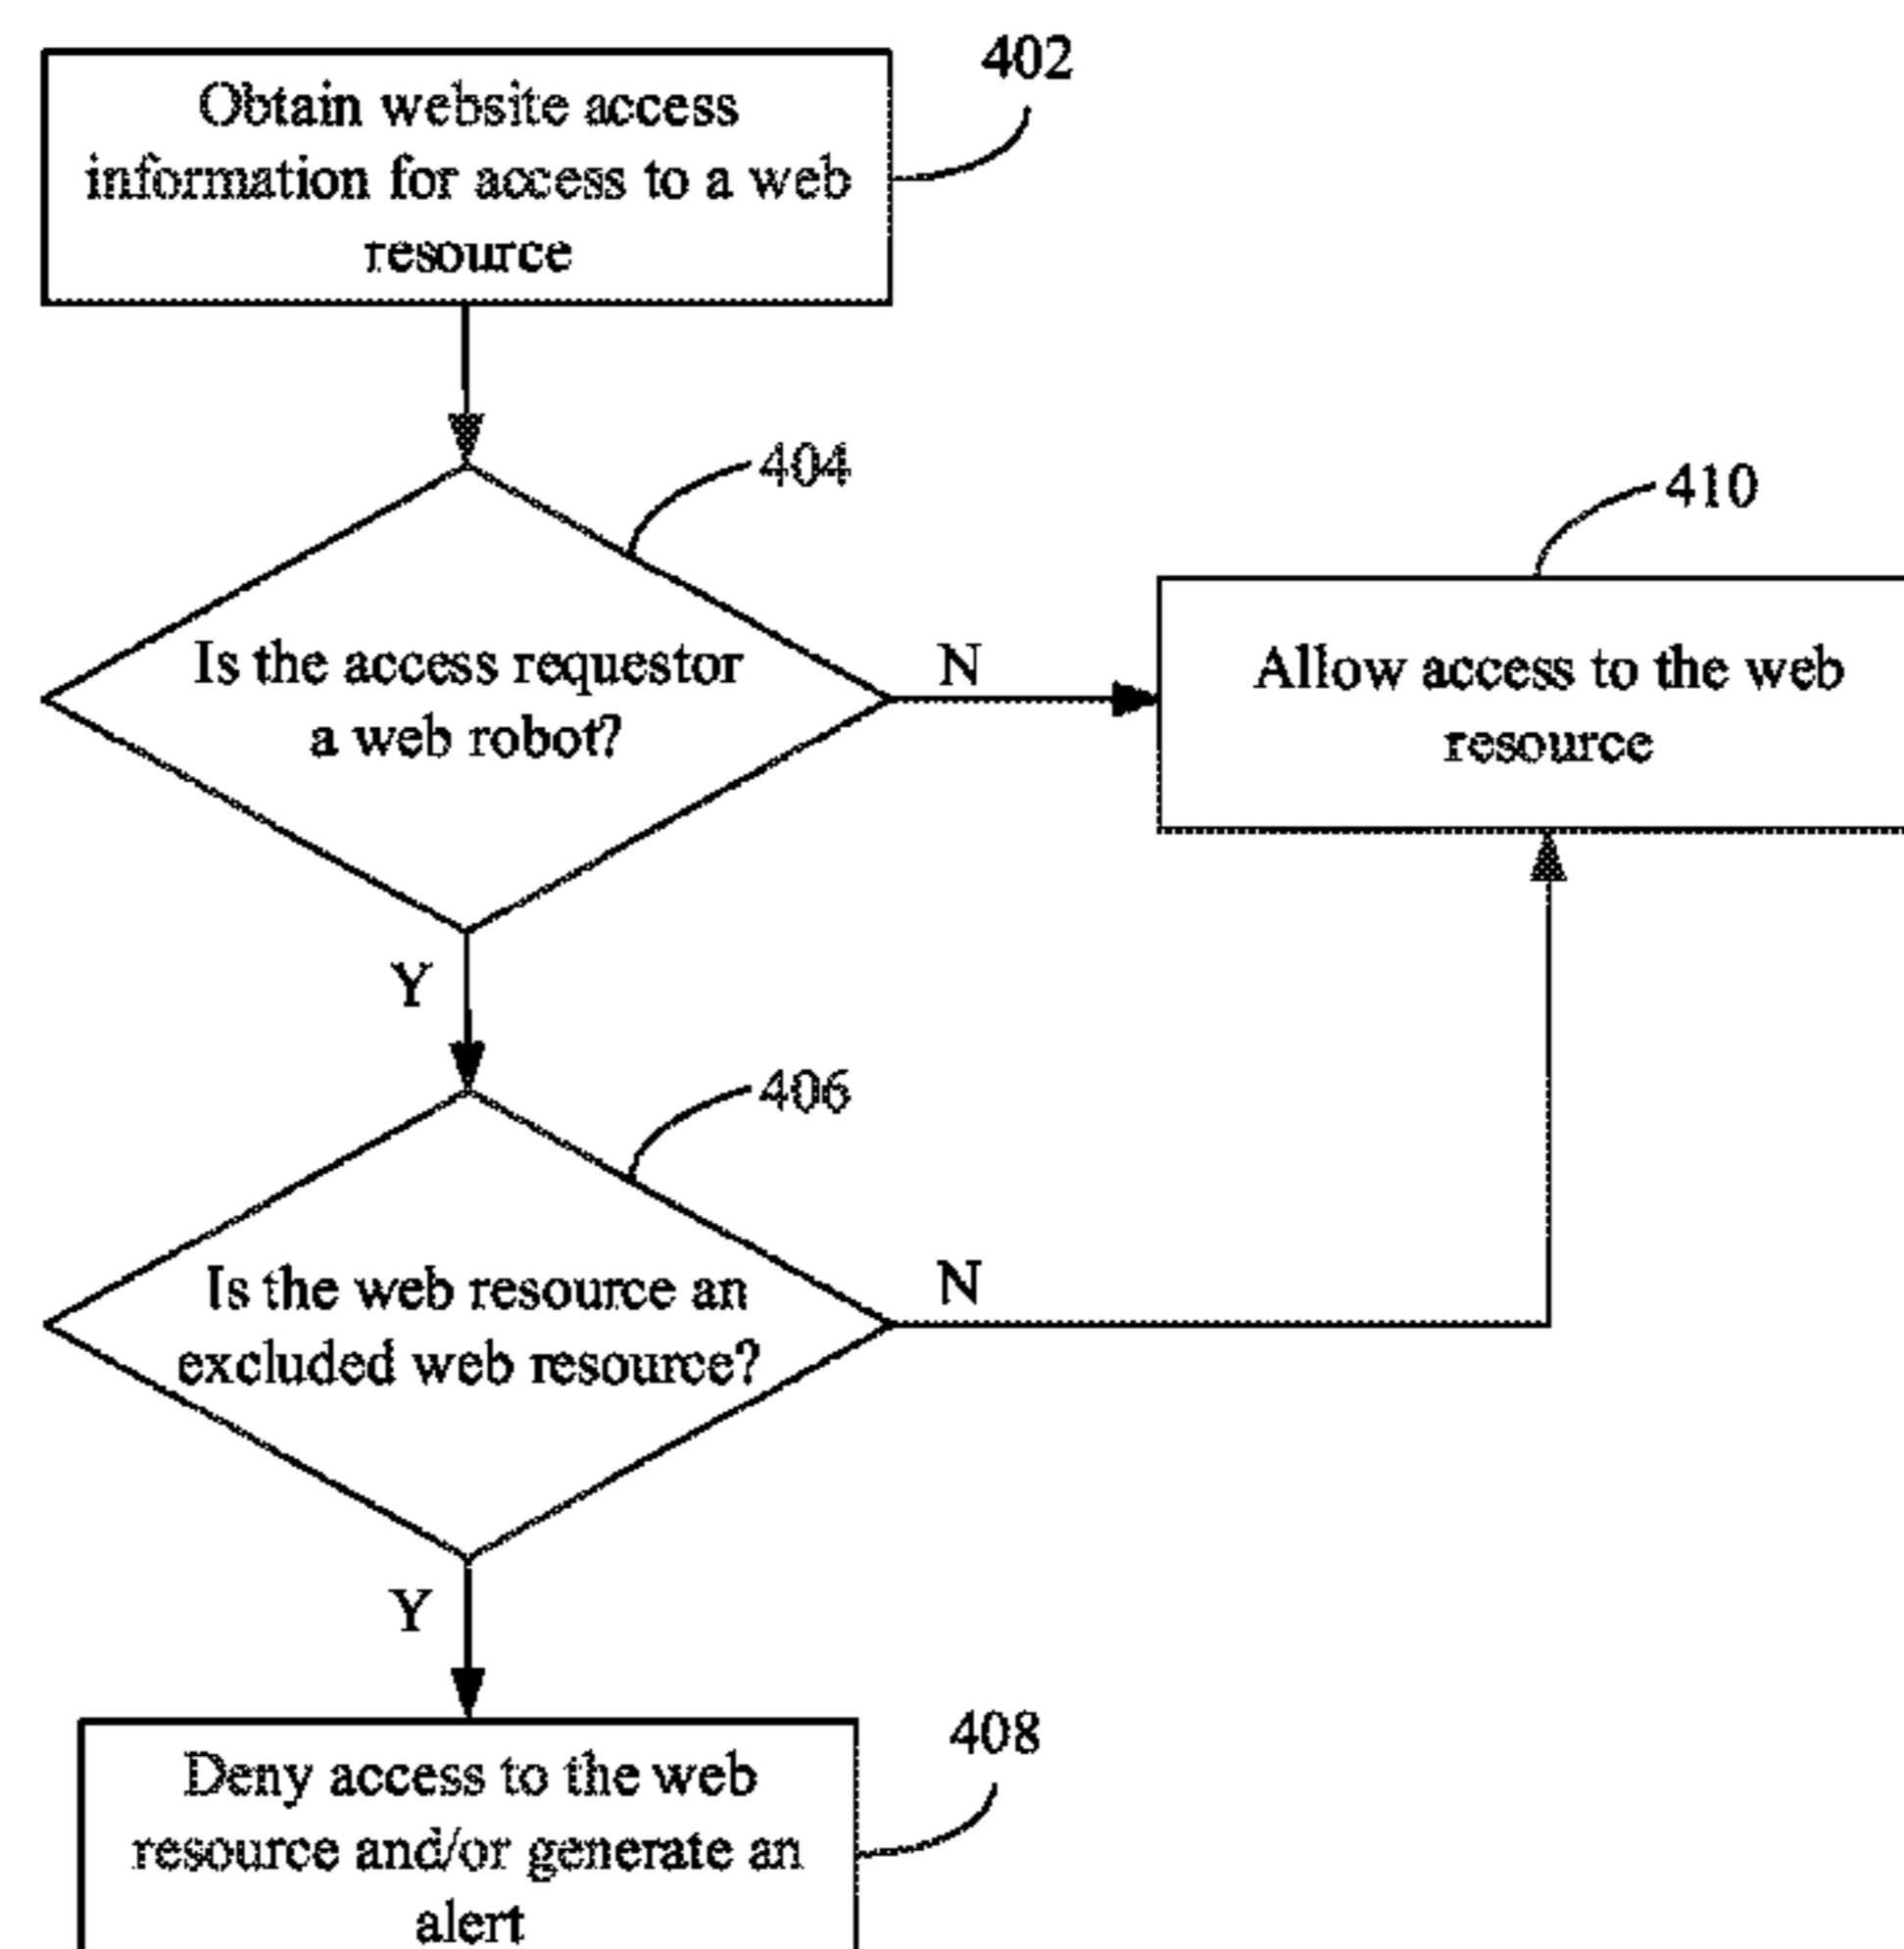 Obtain website access
information for access to a web
resource
402
404
Is the access requestor
a web robot?
N
410
Allow access to the web
resource
Y
406
Is the web resource an
excluded web resource?
N
Y
408
Deny access to the web
resource and/or generate an
alert